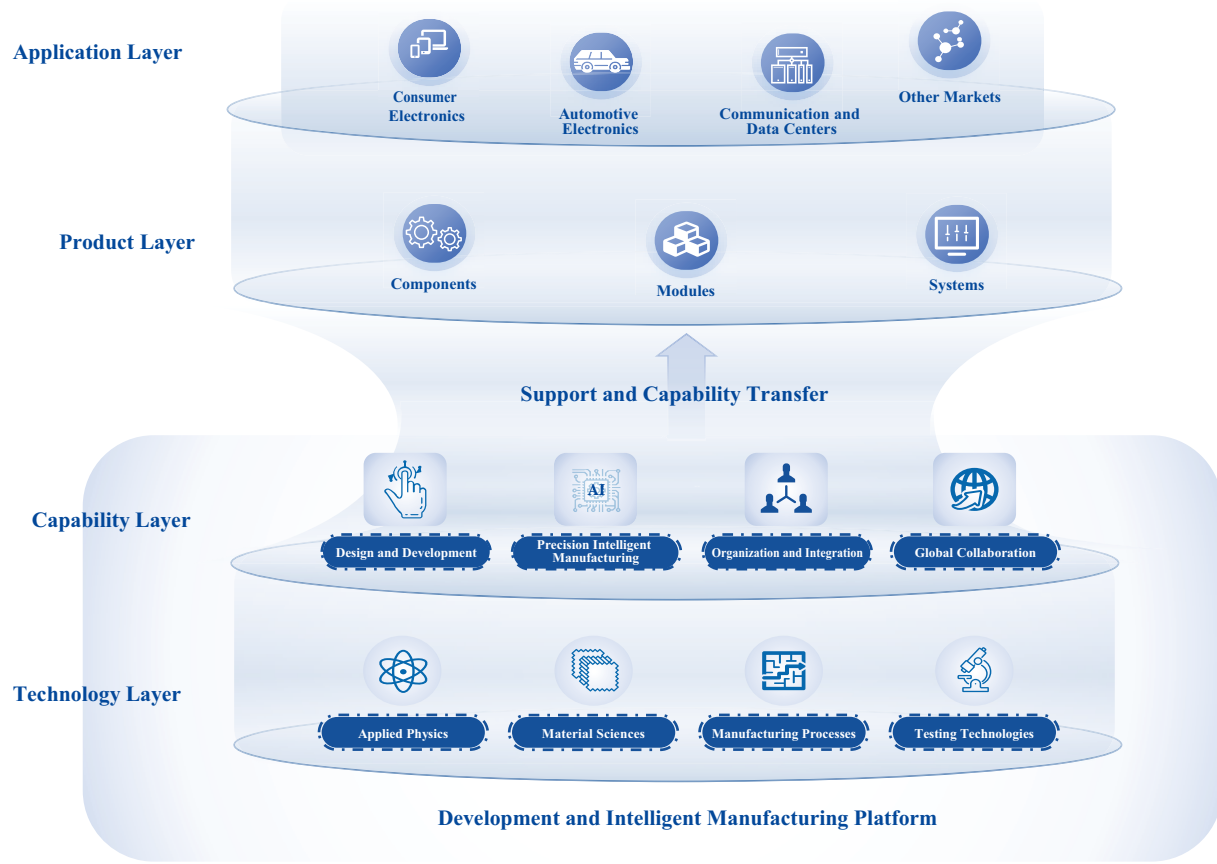 Application Layer
Consumer
Electronics
Automotive
Electronics
Communication and
Data Centers
Other Markets
Product Layer
Components
Modules
Systems
Support and Capability Transfer
Capability Layer
AI
Design and Development
Precision Intelligent
Manufacturing
Organization and Integration
Global Collaboration
Technology Layer
Applied Physics
Material Sciences
Manufacturing Processes
Testing Technologies
Development and Intelligent Manufacturing Platform